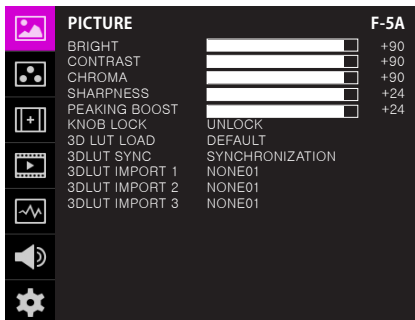 PICTURE F-5A
BRIGHT +90
CONTRAST +90
CHROMA +90
SHARPNESS +24
PEAKING BOOST +24
KNOB LOCK UNLOCK
3D LUT LOAD DEFAULT
3DLUT SYNC SYNCHRONIZATION
3DLUT IMPORT 1 NONE01
3DLUT IMPORT 2 NONE01
3DLUT IMPORT 3 NONE01